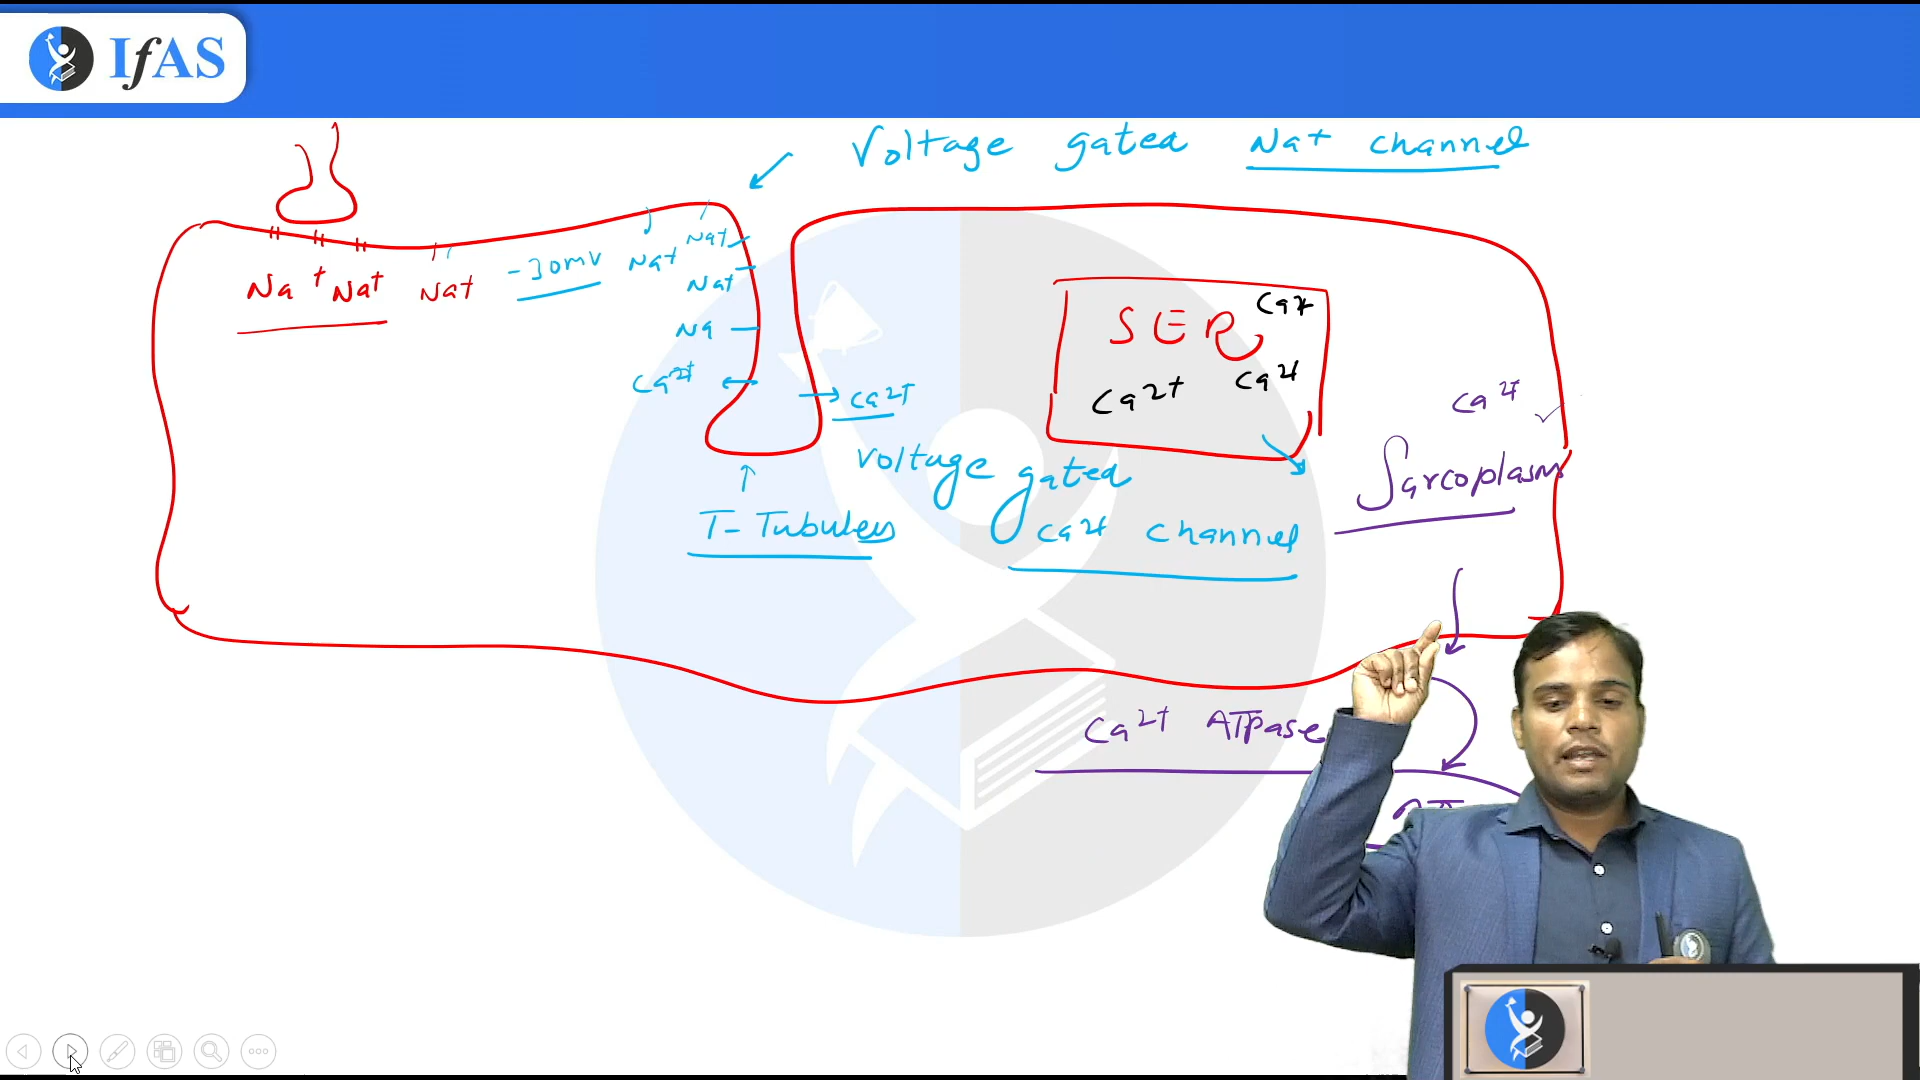 IfAS
Voltage gated Na+ channel
Na+ Na+ Na+ -30mv Na+ Na+
Na+
Na
Ca2+
Ca2+
SER Ca2+
Ca2+ Ca2+
Ca2+
Sarcoplasm
Voltage gated
Ca2+ channel
T-Tubules
Ca2+ ATPase